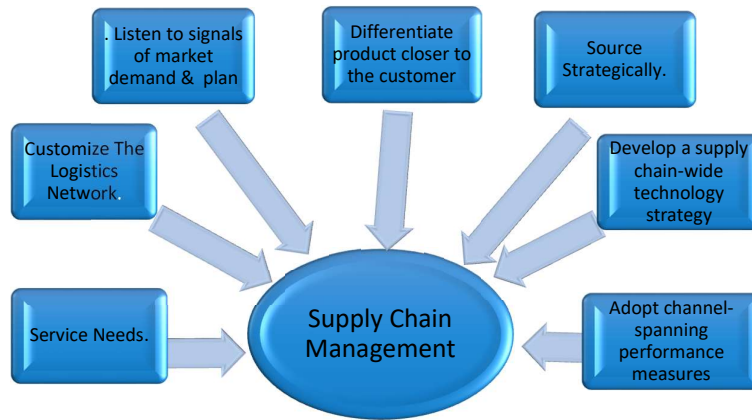 . Listen to signals
of market
demand &  plan
Differentiate
product closer to
the customer
Source
Strategically.
Customize The
Logistics
Network.
Develop a supply
chain-wide
technology
strategy
Service Needs.
Supply Chain
Management
Adopt channel-
spanning
performance
measures